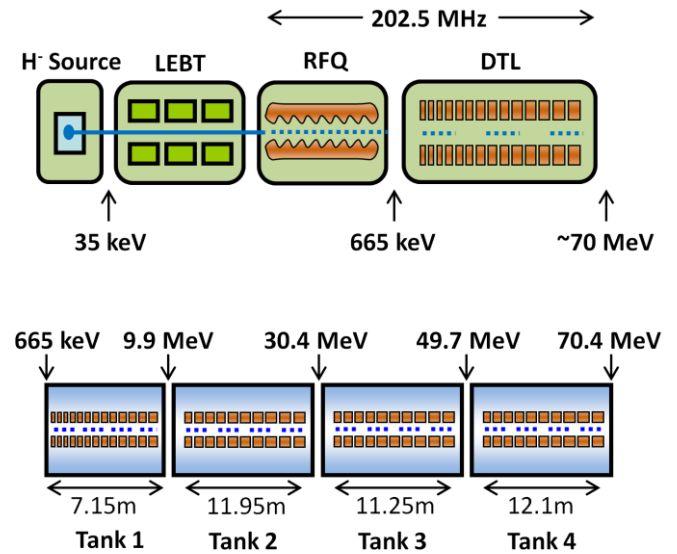 202.5 MHz
H⁻ Source LEBT RFQ DTL
35 keV 665 keV ~70 MeV
665 keV 9.9 MeV 30.4 MeV 49.7 MeV 70.4 MeV
7.15m 11.95m 11.25m 12.1m
Tank 1 Tank 2 Tank 3 Tank 4